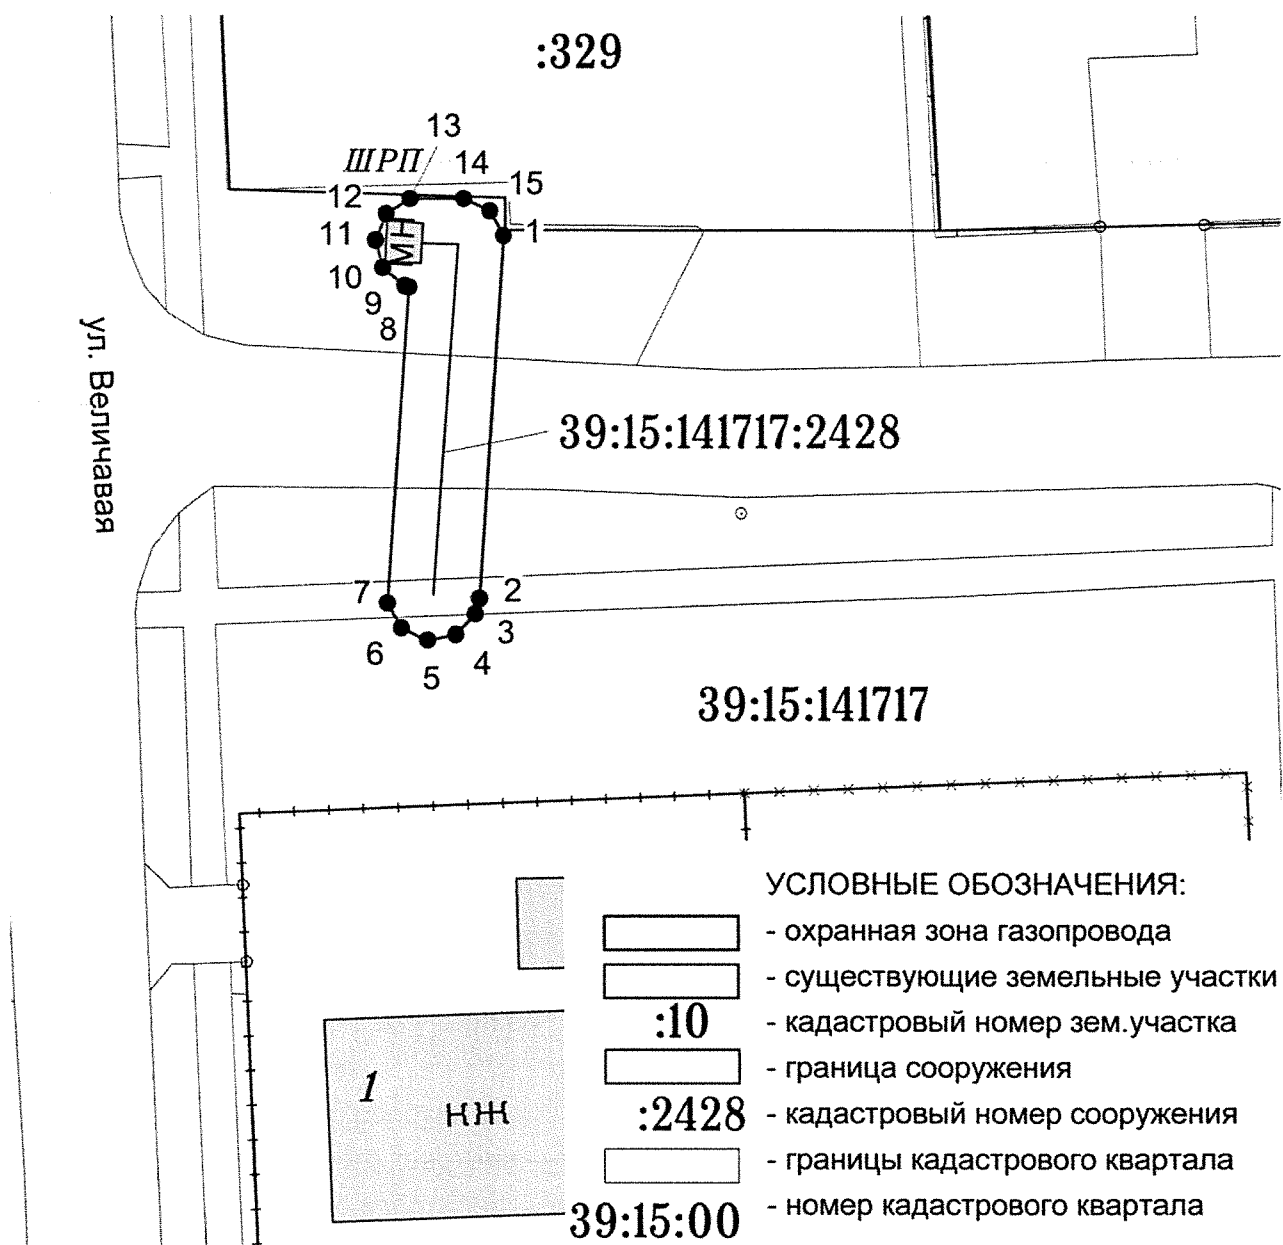 :329
13
ШРП
14
15
12
1
11
МН
10
9
8
ул. Величавая
39:15:141717:2428
7
2
3
6
4
5
39:15:141717
УСЛОВНЫЕ ОБОЗНАЧЕНИЯ:
- охранная зона газопровода
- существующие земельные участки
:10 - кадастровый номер зем.участка
- граница сооружения
:2428 - кадастровый номер сооружения
- границы кадастрового квартала
39:15:00 - номер кадастрового квартала
1
КЖ